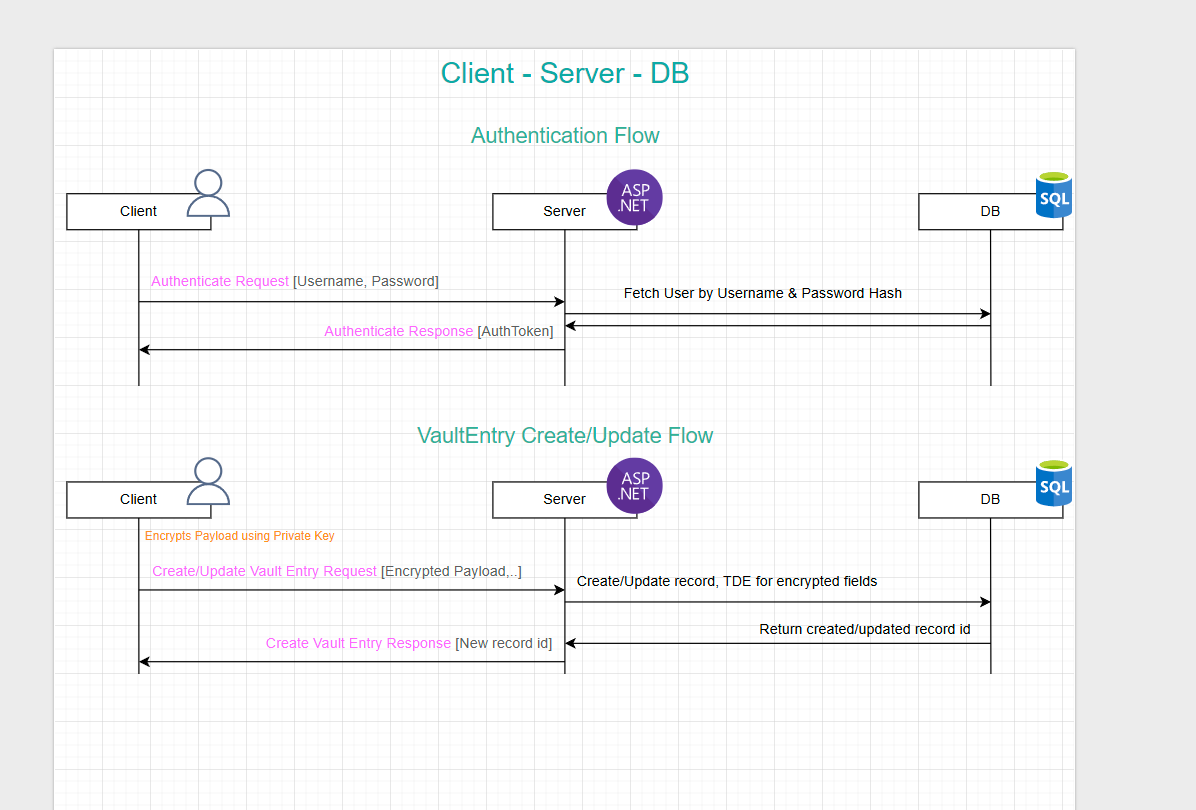 Client - Server - DB
Authentication Flow
Client
Server
ASP
.NET
DB
SQL
Authenticate Request [Username, Password]
Fetch User by Username & Password Hash
Authenticate Response [AuthToken]
VaultEntry Create/Update Flow
Client
Server
ASP
.NET
DB
SQL
Encrypts Payload using Private Key
Create/Update Vault Entry Request [Encrypted Payload,..]
Create/Update record, TDE for encrypted fields
Return created/updated record id
Create Vault Entry Response [New record id]